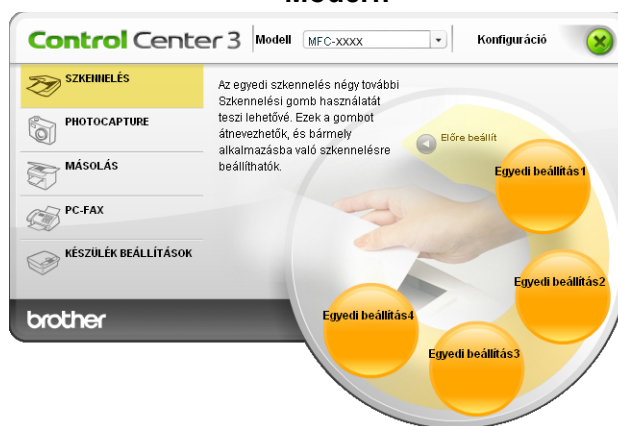 Control Center 3
Modell
MFC-XXXX
Konfiguráció
SZKENNELÉS
PHOTOCAPTURE
MÁSOLÁS
PC-FAX
KÉSZÜLÉK BEÁLLÍTÁSOK
brother
Az egyedi szkennelés négy további
Szkennelési gomb használatát
teszi lehetővé. Ezek a gombot
átnevezhetők, és bármely
alkalmazásba való szkennelésre
beállíthatók.
Előre beállít
Egyedi beállítás1
Egyedi beállítás2
Egyedi beállítás3
Egyedi beállítás4